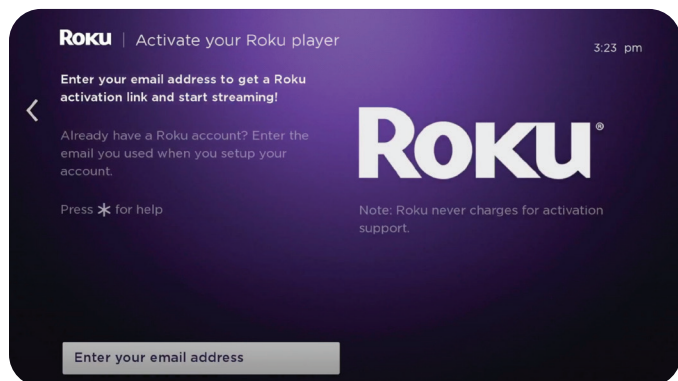 ROKU | Activate your Roku player
3:23 pm
Enter your email address to get a Roku
activation link and start streaming!
Already have a Roku account? Enter the
email you used when you setup your
account.
Press * for help
ROKU®
Note: Roku never charges for activation
support.
Enter your email address